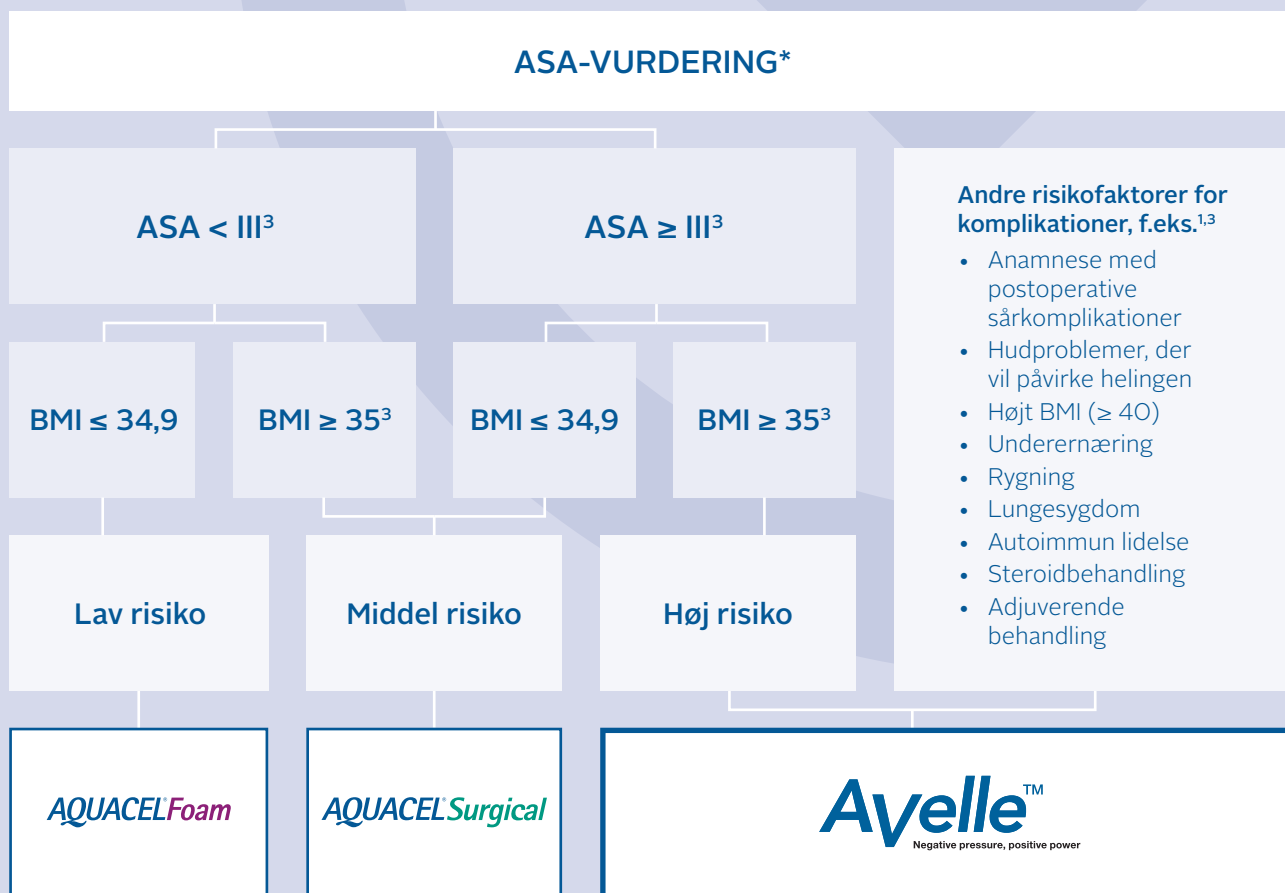 ASA-VURDERING*
ASA < III³
ASA ≥ III³
BMI ≤ 34,9
BMI ≥ 35³
BMI ≤ 34,9
BMI ≥ 35³
Lav risiko
Middel risiko
Høj risiko
Andre risikofaktorer for
komplikationer, f.eks.¹,³
• Anamnese med
postoperative
sårkomplikationer
• Hudproblemer, der
vil påvirke helingen
• Højt BMI (≥ 40)
• Underernæring
• Rygning
• Lungesygdom
• Autoimmun lidelse
• Steroidbehandling
• Adjuverende
behandling
AQUACEL® Foam
AQUACEL® Surgical
Avelle™
Negative pressure, positive power